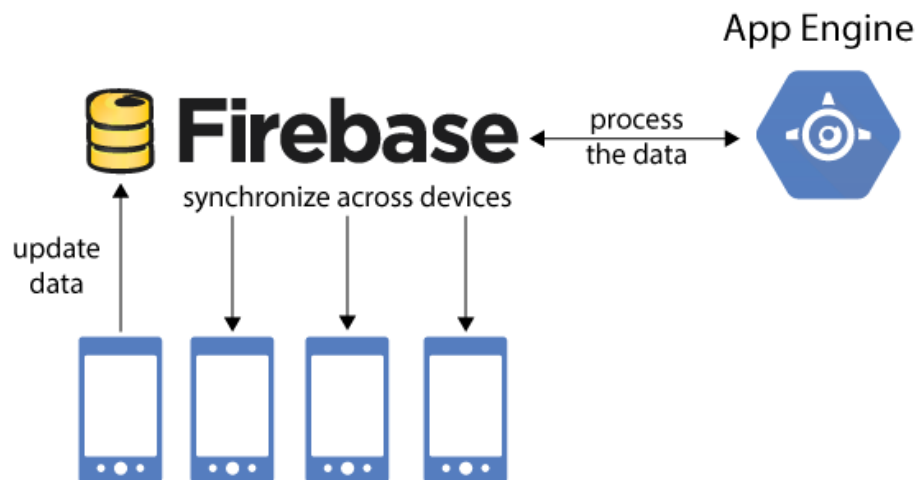 App Engine
Firebase
process
the data
synchronize across devices
update
data